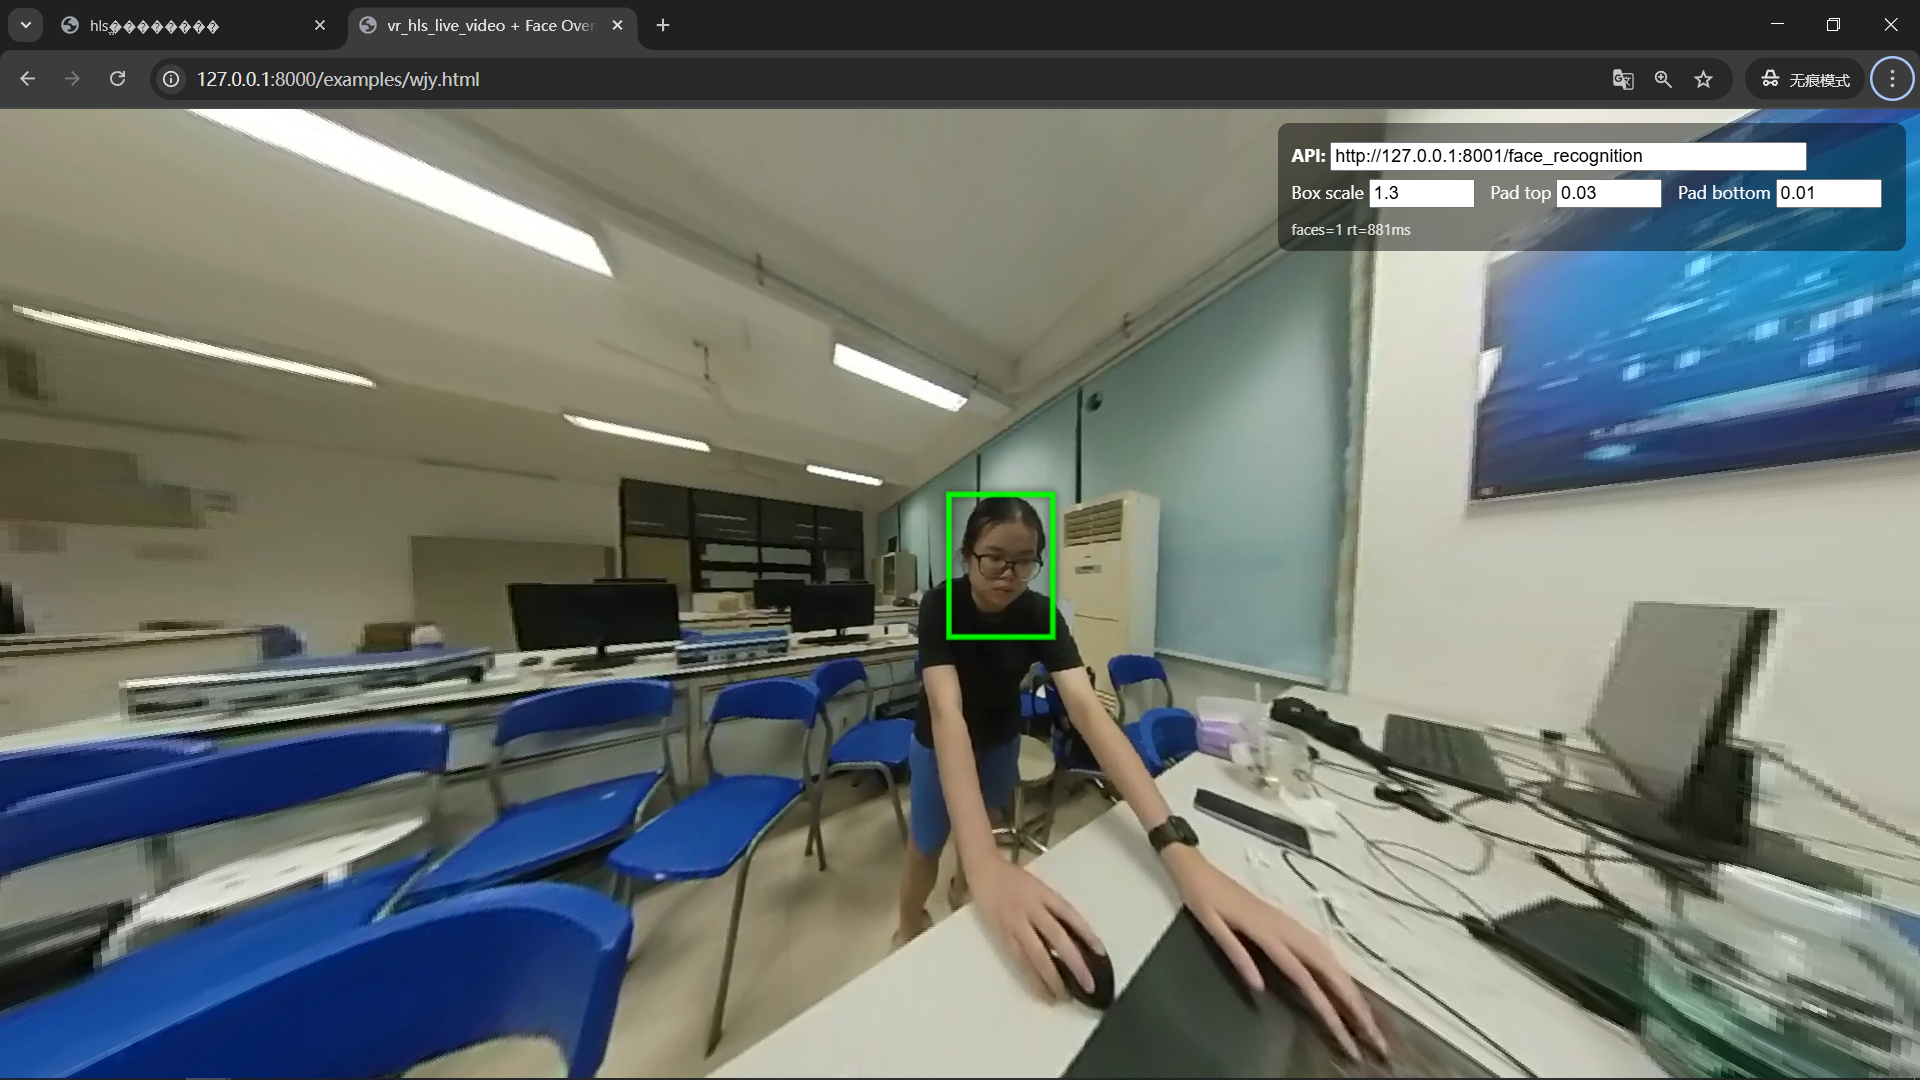 hls�������� 
vr_hls_live_video + Face Over
127.0.0.1:8000/examples/wjy.html
无痕模式
API: http://127.0.0.1:8001/face_recognition
Box scale 1.3 Pad top 0.03 Pad bottom 0.01
faces=1 rt=881ms